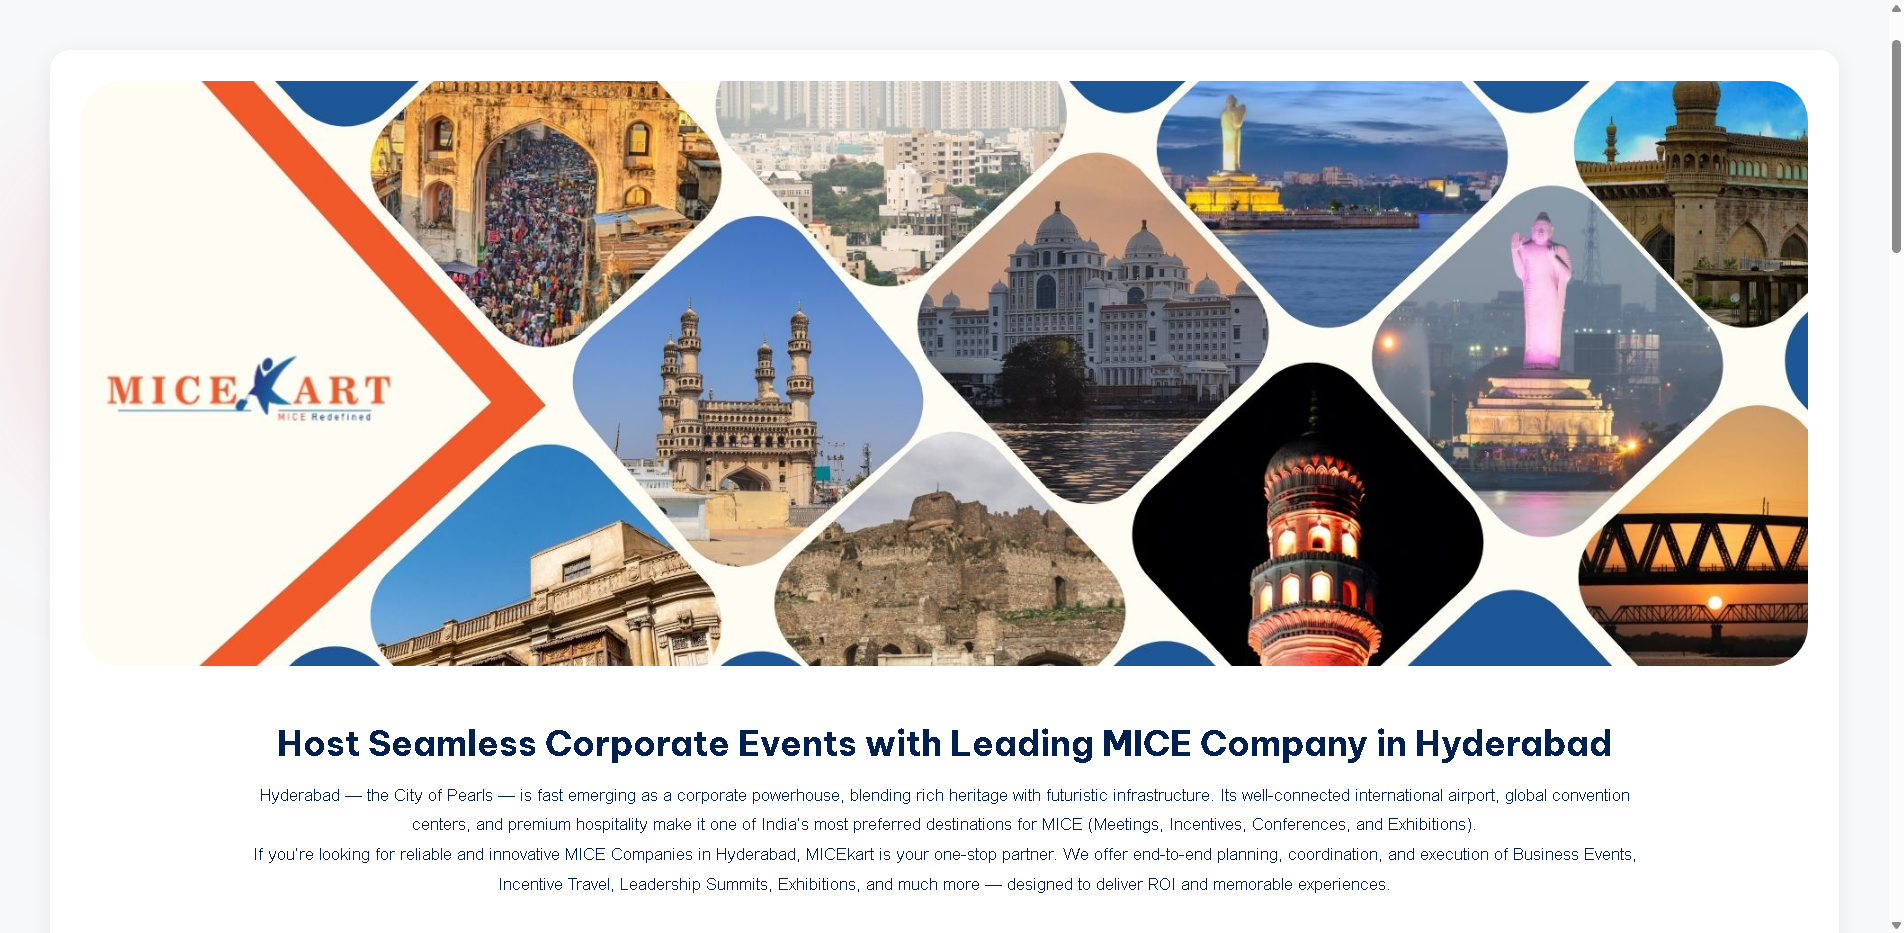 MICEKART
MICE Redefined
Host Seamless Corporate Events with Leading MICE Company in Hyderabad
Hyderabad — the City of Pearls — is fast emerging as a corporate powerhouse, blending rich heritage with futuristic infrastructure. Its well-connected international airport, global convention
centers, and premium hospitality make it one of India's most preferred destinations for MICE (Meetings, Incentives, Conferences, and Exhibitions).
If you're looking for reliable and innovative MICE Companies in Hyderabad, MICEkart is your one-stop partner. We offer end-to-end planning, coordination, and execution of Business Events,
Incentive Travel, Leadership Summits, Exhibitions, and much more — designed to deliver ROI and memorable experiences.